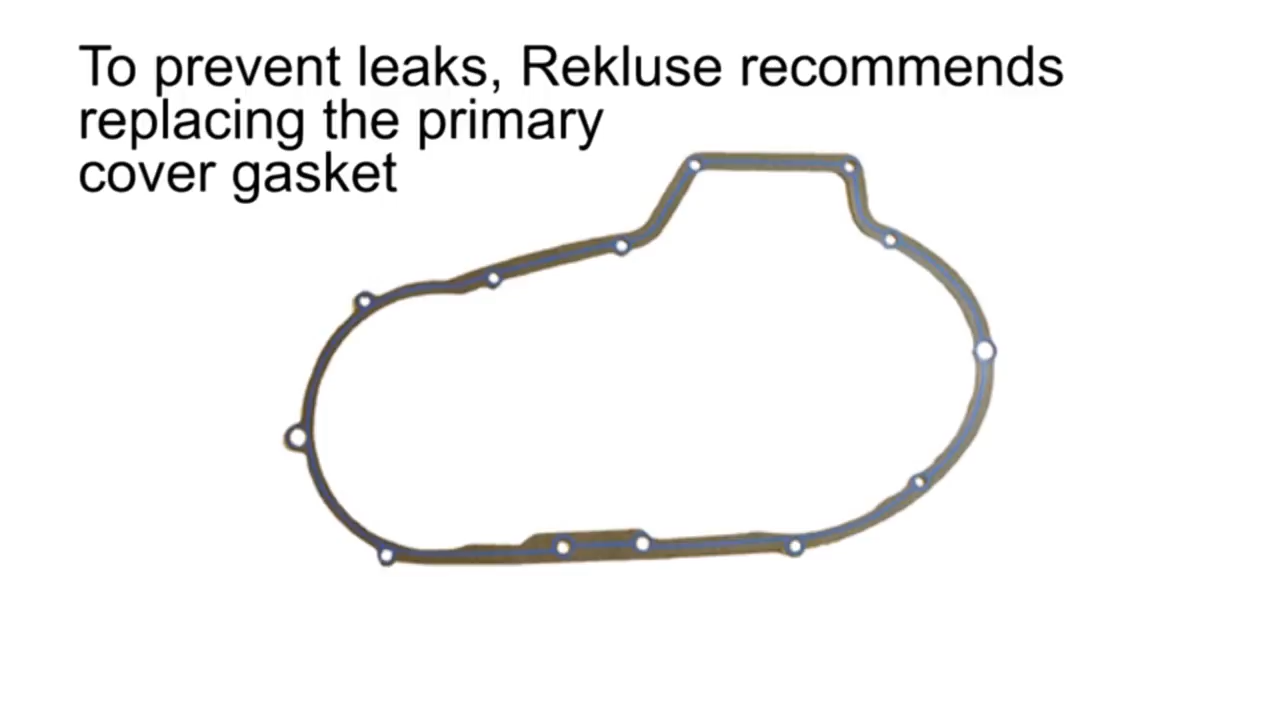 To prevent leaks, Rekluse recommends
replacing the primary
cover gasket